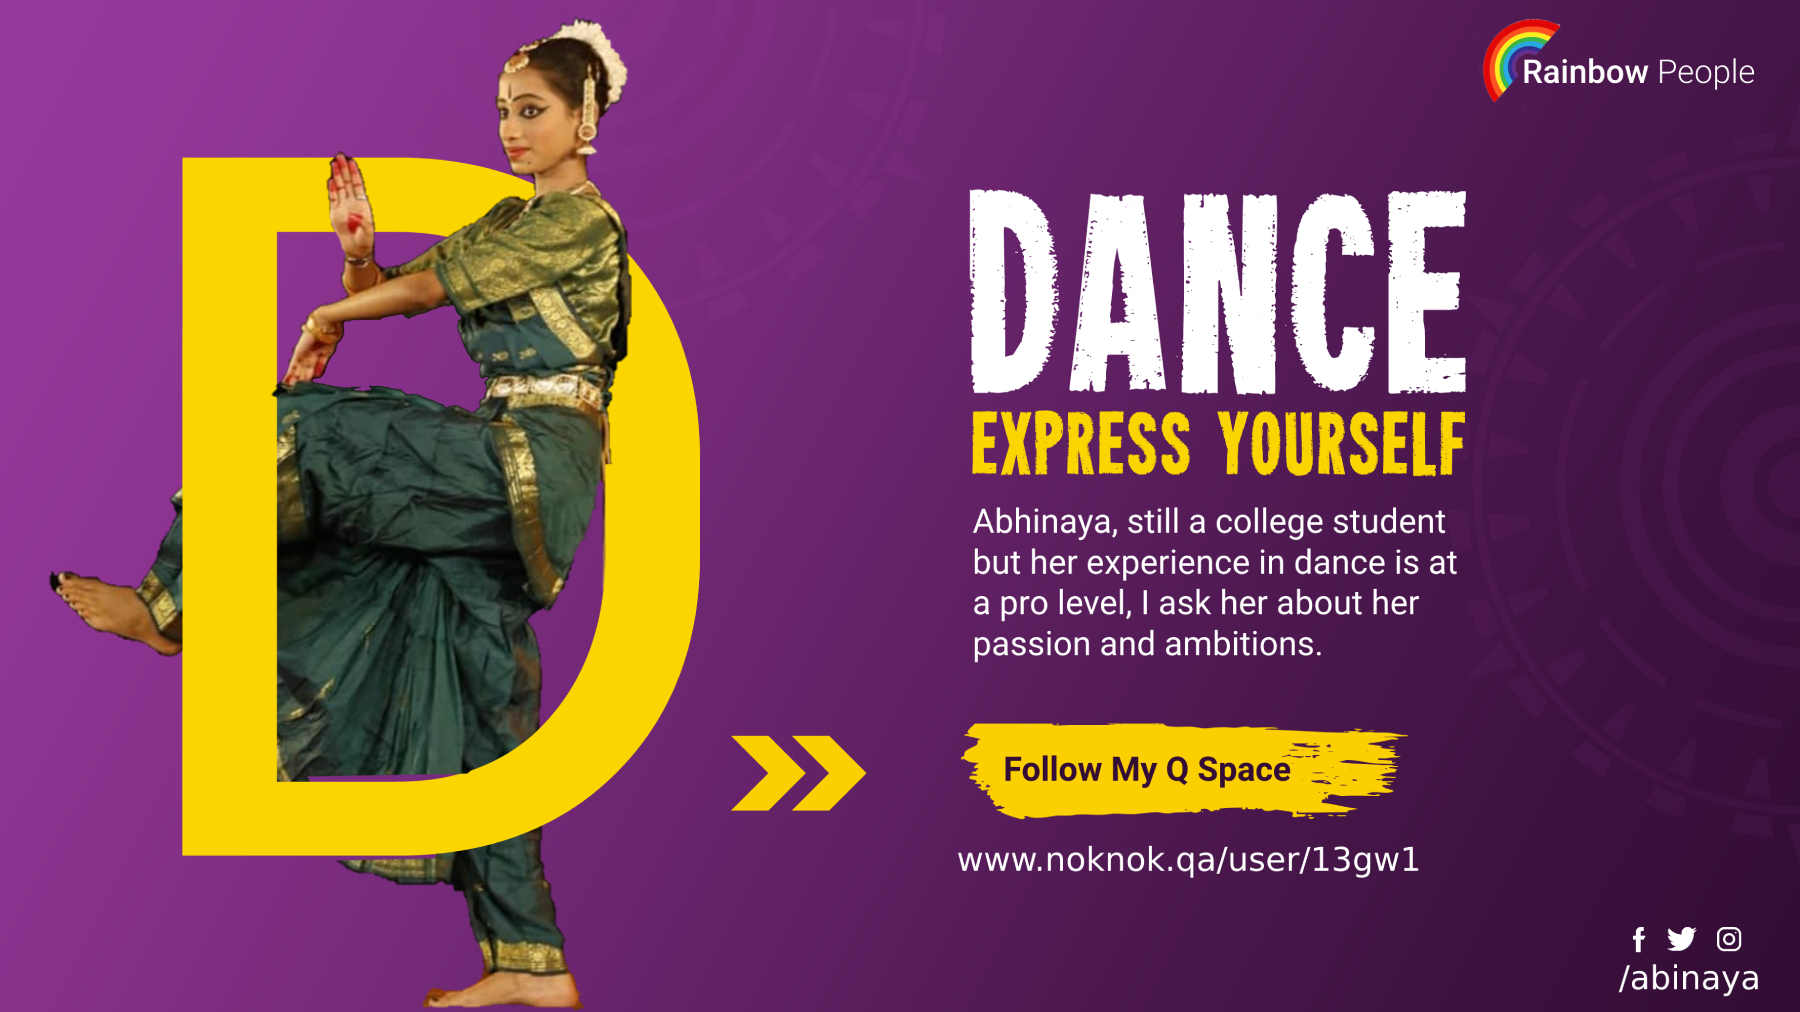 Rainbow People
D
DANCE
EXPRESS YOURSELF
Abhinaya, still a college student
but her experience in dance is at
a pro level, I ask her about her
passion and ambitions.
Follow My Q Space
www.noknok.qa/user/13gw1
/abinaya